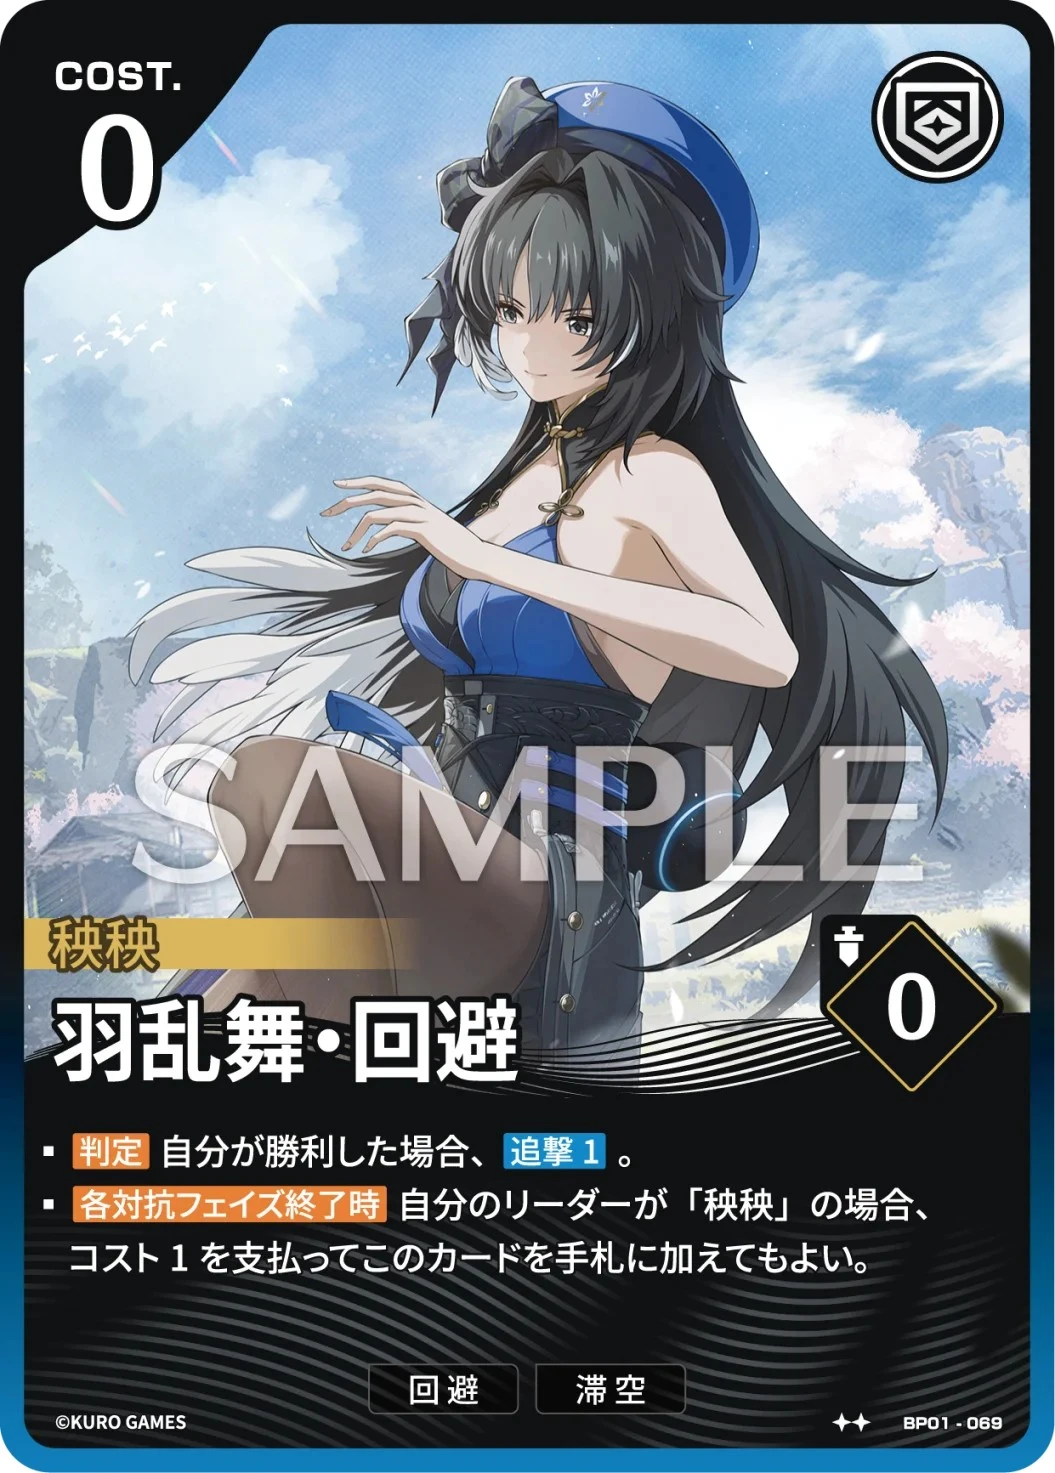 COST.
0
SAMPLE
秧秧
0
羽乱舞・回避
▪ 判定 自分が勝利した場合、追撃 1 。
▪ 各対抗フェイズ終了時 自分のリーダーが「秧秧」の場合、
コスト 1 を支払ってこのカードを手札に加えてもよい。
回避 滞空
©KURO GAMES BP01 - 069